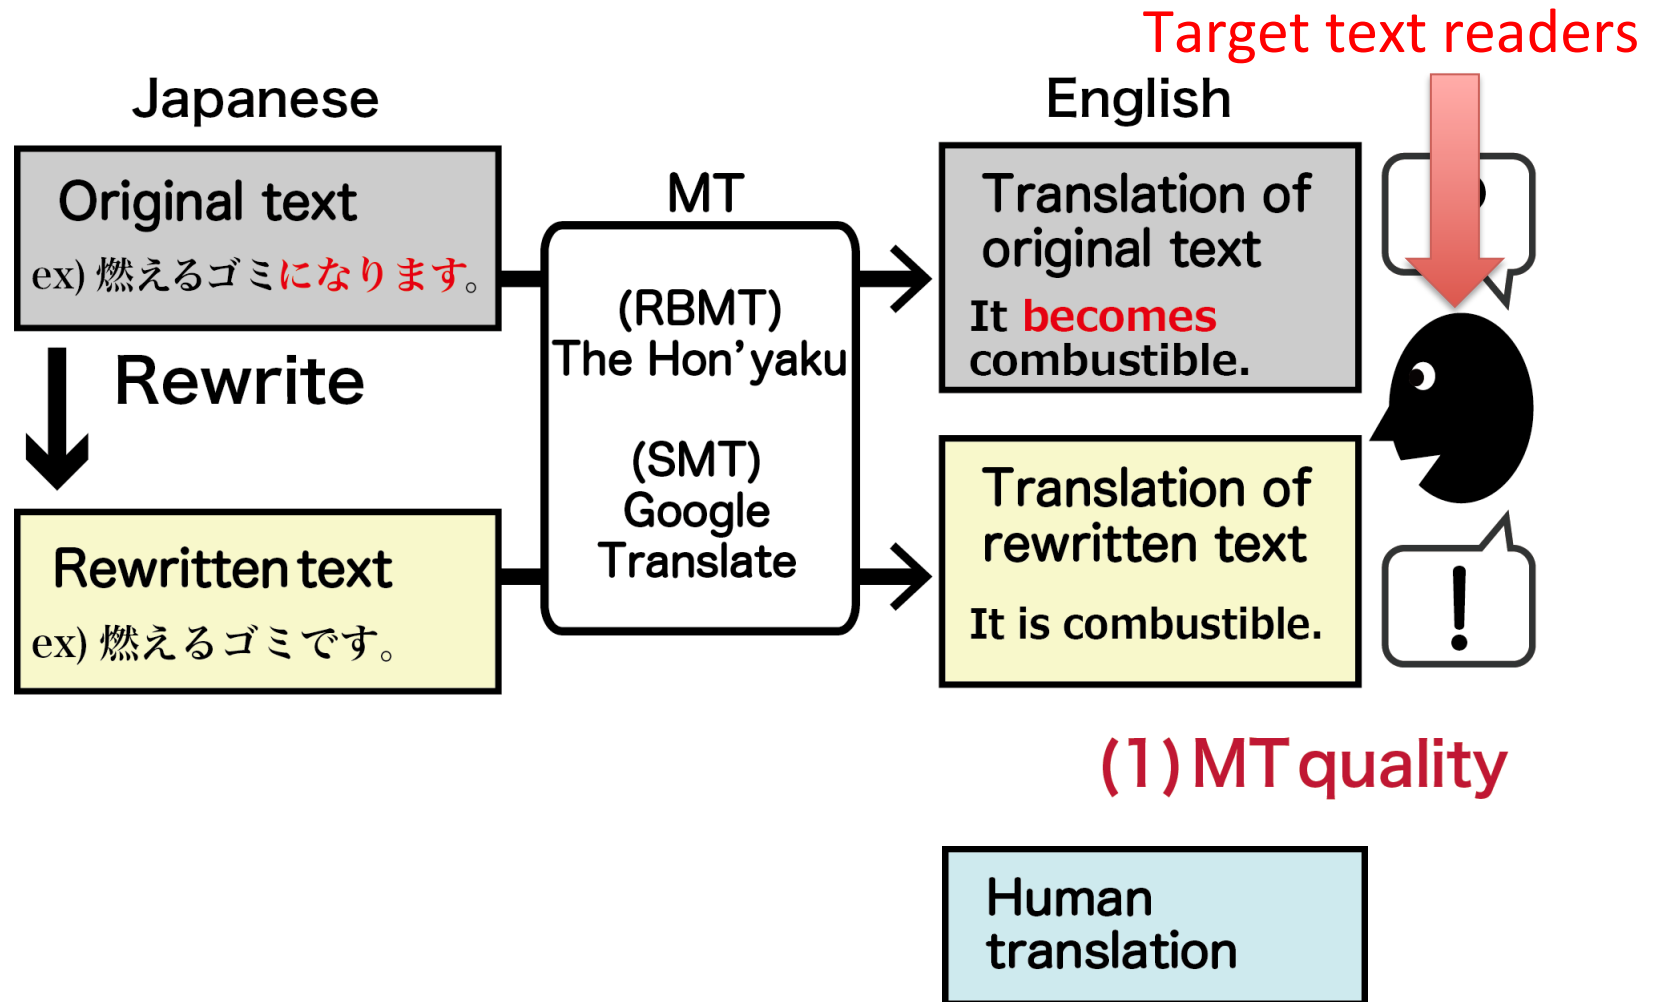 Target text readers
Japanese
English
Original text
ex) 燃えるゴミになります。
MT
Translation of
original text
It becomes
combustible.
(RBMT)
The Hon’yaku
Rewrite
(SMT)
Google
Translate
Rewritten text
ex) 燃えるゴミです。
Translation of
rewritten text
It is combustible.
!
(1) MT quality
Human
translation